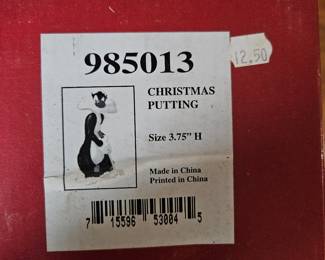 985013
12.50
CHRISTMAS
PUTTING
Size 3.75" H
Made in China
Printed in China
7 15596 53004 5